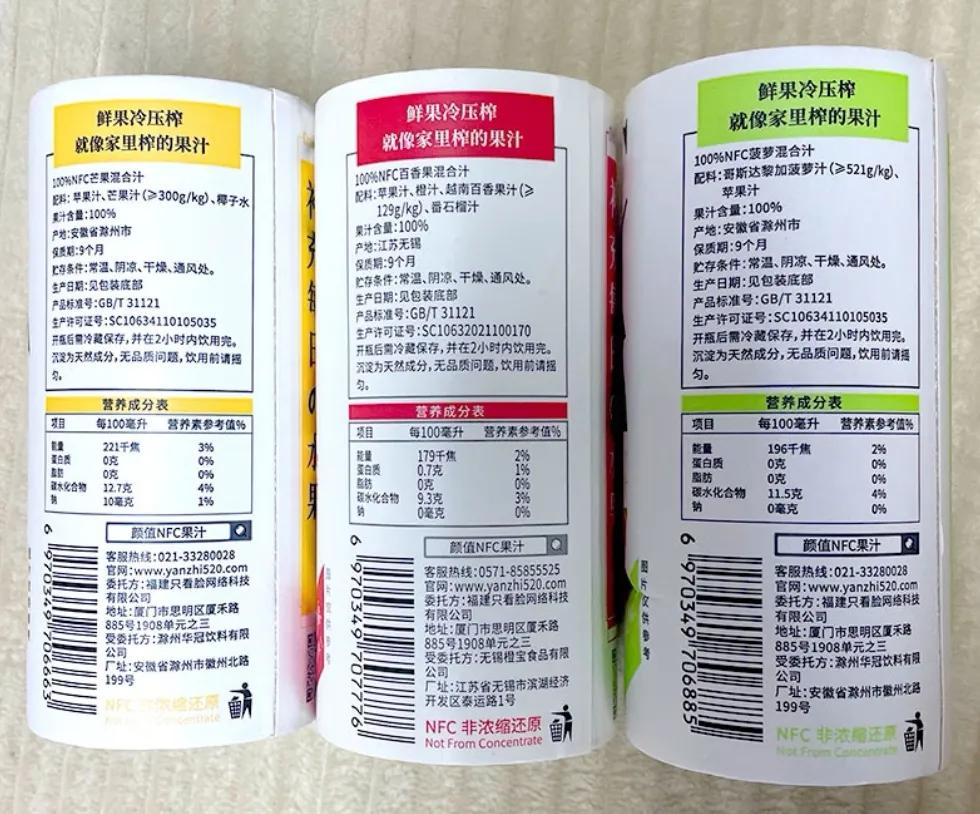 鲜果冷压榨
就像家里榨的果汁
100%NFC芒果混合汁
配料:苹果汁、芒果汁(≥300g/kg)、椰子水
果汁含量:100%
产地:安徽省滁州市
保质期:9个月
贮存条件:常温、阴凉、干燥、通风处。
生产日期:见包装底部
产品标准号:GB/T 31121
生产许可证号:SC10634110105035
开瓶后需冷藏保存,并在2小时内饮用完。
沉淀为天然成分,无品质问题,饮用前请摇
匀。
营养成分表
项目 每100毫升 营养素参考值%
能量 221千焦 3%
蛋白质 0克 0%
脂肪 0克 0%
碳水化合物 12.7克 4%
钠 10毫克 1%
颜值NFC果汁
客服热线:021-33280028
官网:www.yanzhi520.com
委托方:福建只看脸网络科技
有限公司
地址:厦门市思明区厦禾路
885号1908单元之三
受委托方:滁州华冠饮料有限
公司
厂址:安徽省滁州市徽州北路
199号
NFC 非浓缩还原
Not From Concentrate
6 970349 706663
鲜果冷压榨
就像家里榨的果汁
100%NFC百香果混合汁
配料:苹果汁、橙汁、越南百香果汁(≥
129g/kg)、番石榴汁
果汁含量:100%
产地:江苏无锡
保质期:9个月
贮存条件:常温、阴凉、干燥、通风处。
生产日期:见包装底部
产品标准号:GB/T 31121
生产许可证号:SC10632021100170
开瓶后需冷藏保存,并在2小时内饮用完。
沉淀为天然成分,无品质问题,饮用前请摇
匀。
营养成分表
项目 每100毫升 营养素参考值%
能量 179千焦 2%
蛋白质 0.7克 1%
脂肪 0克 0%
碳水化合物 9.3克 3%
钠 0毫克 0%
颜值NFC果汁
客服热线:0571-85855525
官网:www.yanzhi520.com
委托方:福建只看脸网络科技
有限公司
地址:厦门市思明区厦禾路
885号1908单元之三
受委托方:无锡橙宝食品有限
公司
厂址:江苏省无锡市滨湖经济
开发区泰运路1号
NFC 非浓缩还原
Not From Concentrate
6 970349 707776
图片仅供参考
鲜果冷压榨
就像家里榨的果汁
100%NFC菠萝混合汁
配料:哥斯达黎加菠萝汁(≥521g/kg)、
苹果汁
果汁含量:100%
产地:安徽省滁州市
保质期:9个月
贮存条件:常温、阴凉、干燥、通风处。
生产日期:见包装底部
产品标准号:GB/T 31121
生产许可证号:SC10634110105035
开瓶后需冷藏保存,并在2小时内饮用完。
沉淀为天然成分,无品质问题,饮用前请摇
匀。
营养成分表
项目 每100毫升 营养素参考值%
能量 196千焦 2%
蛋白质 0克 0%
脂肪 0克 0%
碳水化合物 11.5克 4%
钠 0毫克 0%
颜值NFC果汁
客服热线:021-33280028
官网:www.yanzhi520.com
委托方:福建只看脸网络科技
有限公司
地址:厦门市思明区厦禾路
885号1908单元之三
受委托方:滁州华冠饮料有限
公司
厂址:安徽省滁州市徽州北路
199号
NFC 非浓缩还原
Not From Concentrate
6 970349 706885
图片仅供参考